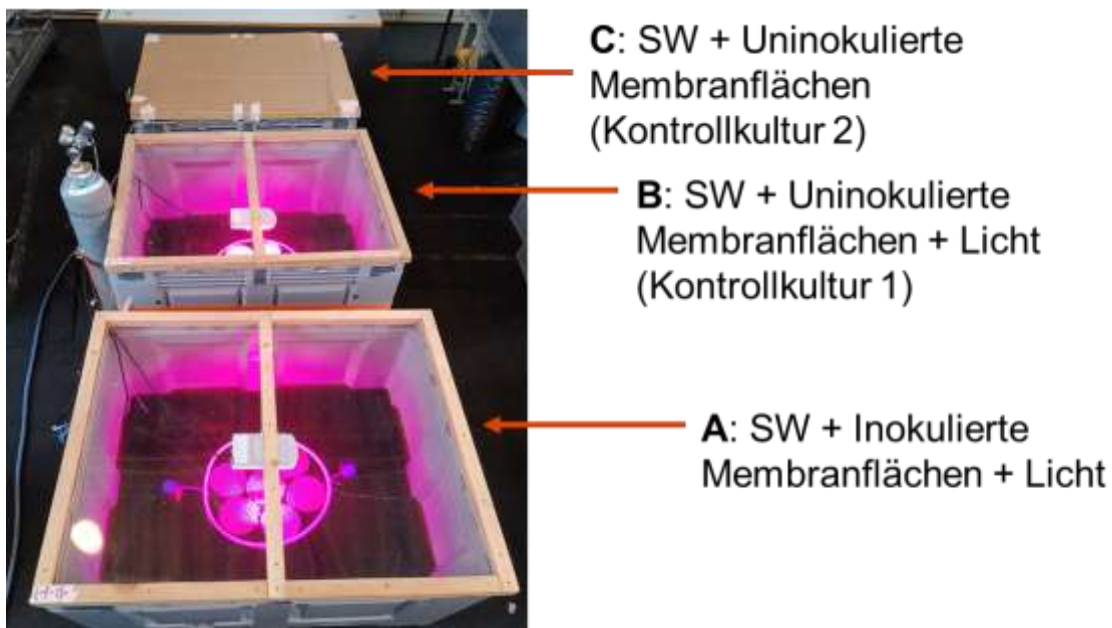 C: SW + Uninokulierte
Membranflächen
(Kontrollkultur 2)
B: SW + Uninokulierte
Membranflächen + Licht
(Kontrollkultur 1)
A: SW + Inokulierte
Membranflächen + Licht